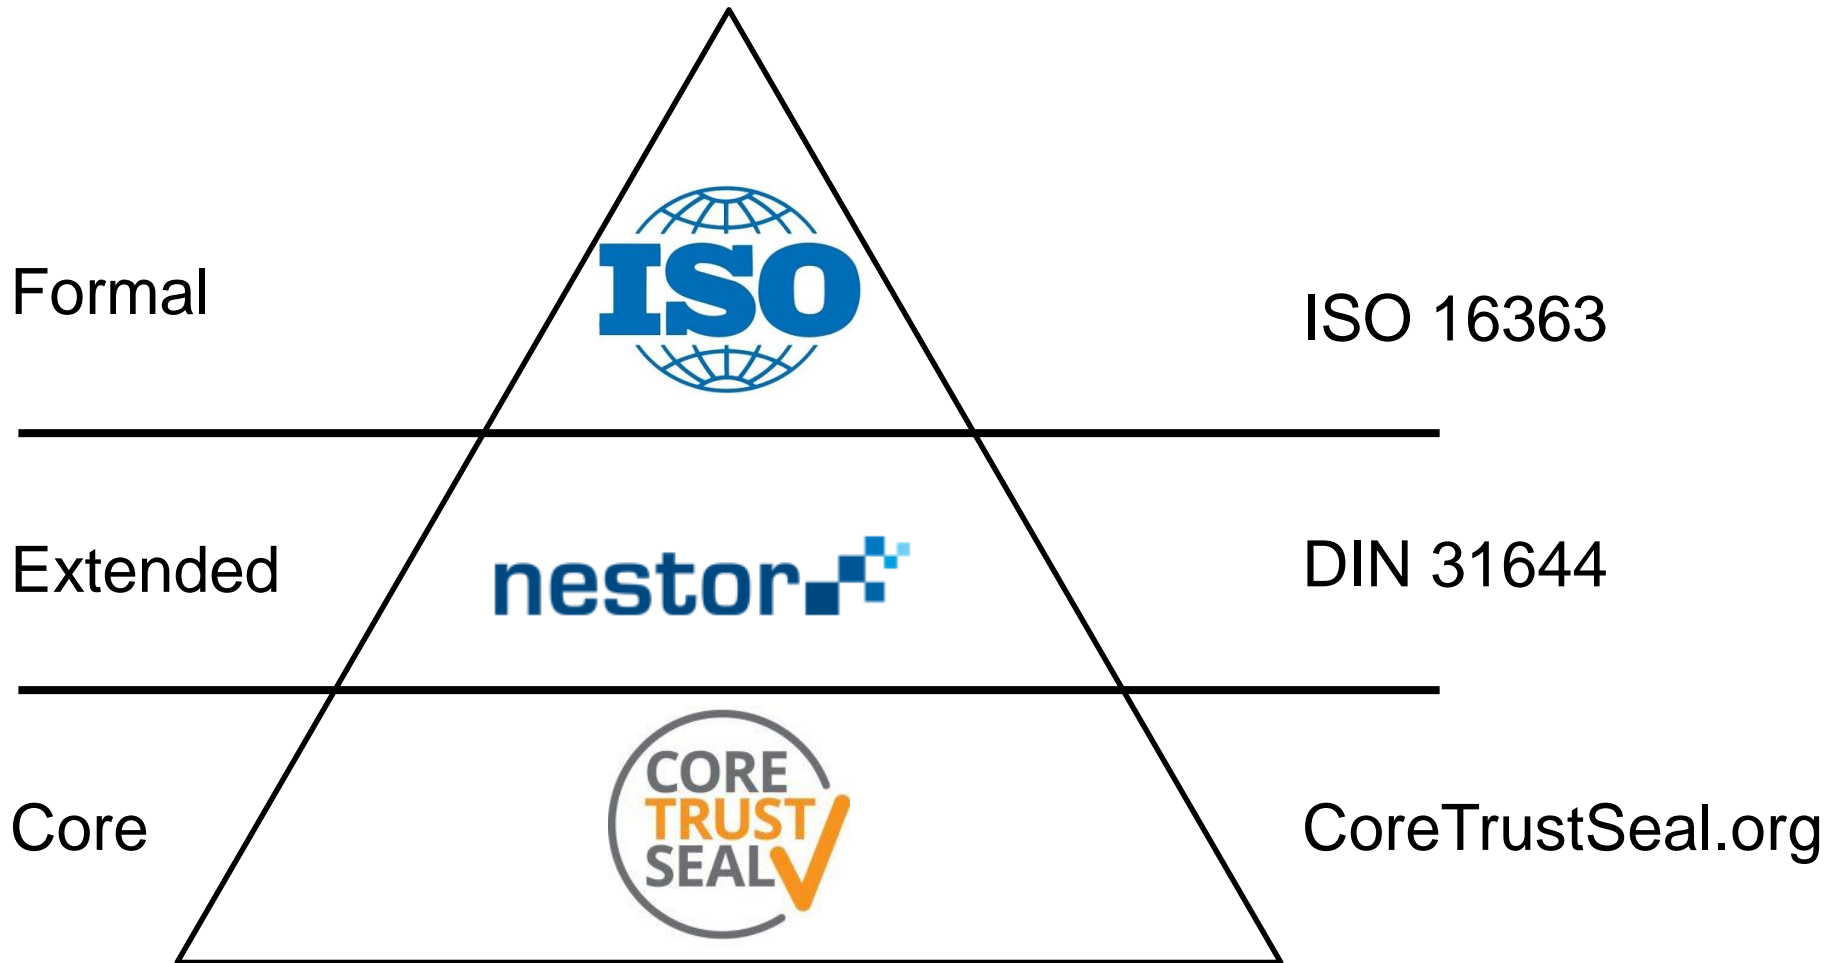 Formal
ISO
ISO 16363
Extended
nestor
DIN 31644
Core
CORE
TRUST
SEAL
CoreTrustSeal.org